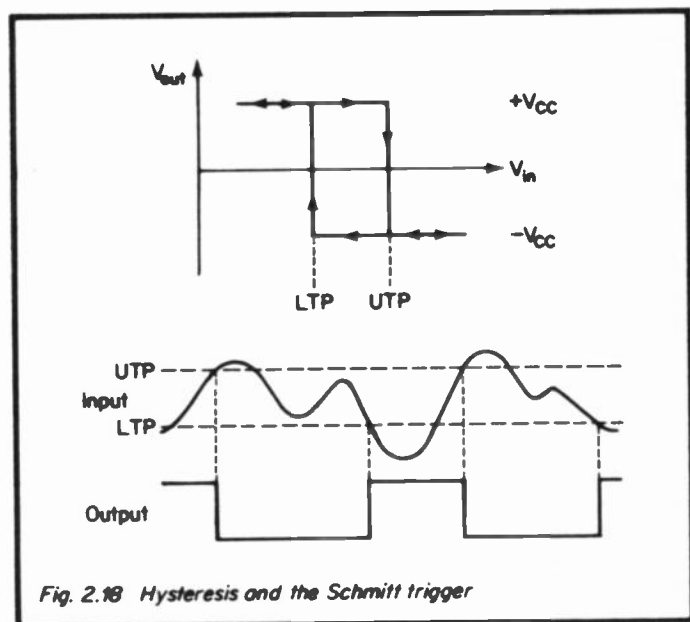 Vout
+Vcc
Vin
-Vcc
LTP UTP
UTP
Input
LTP
Output
Fig. 2.18 Hysteresis and the Schmitt trigger